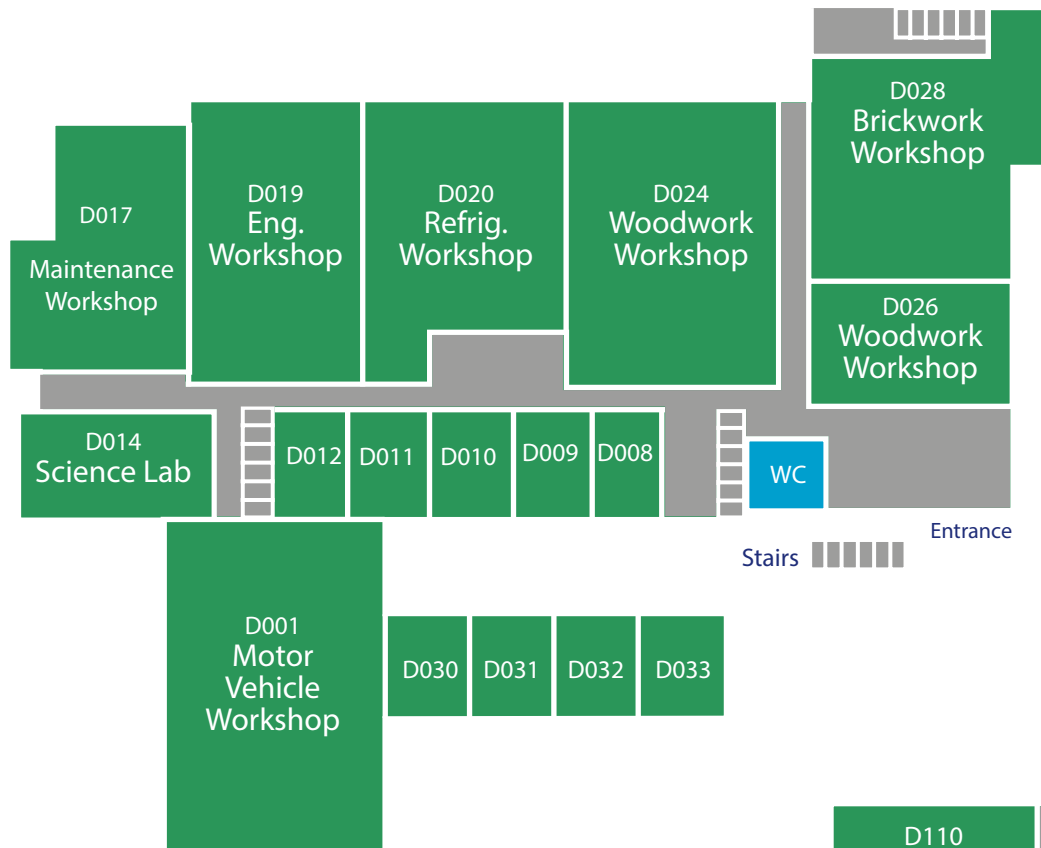 D028
Brickwork
Workshop
D017
Maintenance
Workshop
D019
Eng.
Workshop
D020
Refrig.
Workshop
D024
Woodwork
Workshop
D026
Woodwork
Workshop
D014
Science Lab
D012
D011
D010
D009
D008
WC
Entrance
Stairs
D001
Motor
Vehicle
Workshop
D030
D031
D032
D033
D110